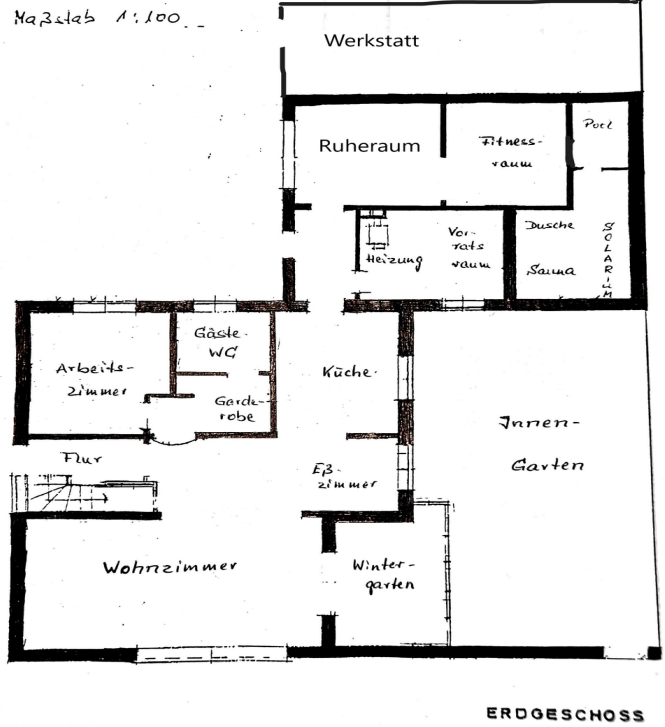 Maßstab 1:100
Werkstatt
Ruheraum
Fitness-
raum
Pool
Dusche
Sauna
SOLARIUM
Heizung
Vor-
rats
raum
Gäste-
WC
Arbeits-
zimmer
Garde-
robe
Küche
Flur
Eß-
zimmer
Innen-
Garten
Wohnzimmer
Winter-
garten
ERDGESCHOSS